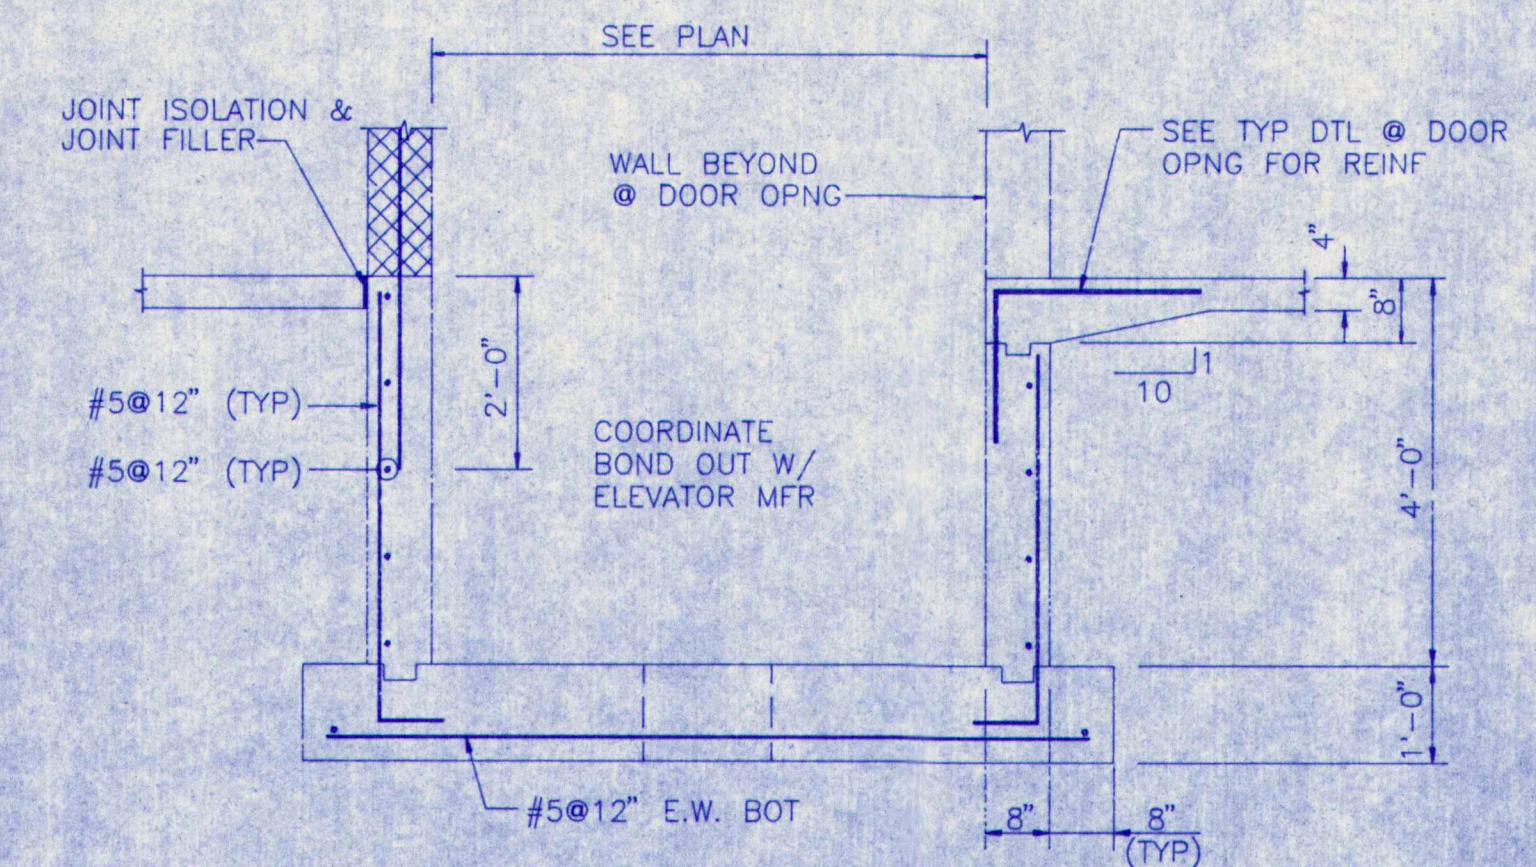 SEE PLAN
JOINT ISOLATION &
JOINT FILLER
WALL BEYOND
@ DOOR OPNG
SEE TYP DTL @ DOOR
OPNG FOR REINF
4"
8"
2'-0"
1
10
#5@12" (TYP)
#5@12" (TYP)
COORDINATE
BOND OUT W/
ELEVATOR MFR
4'-0"
1'-0"
#5@12" E.W. BOT
8"
8"
(TYP)